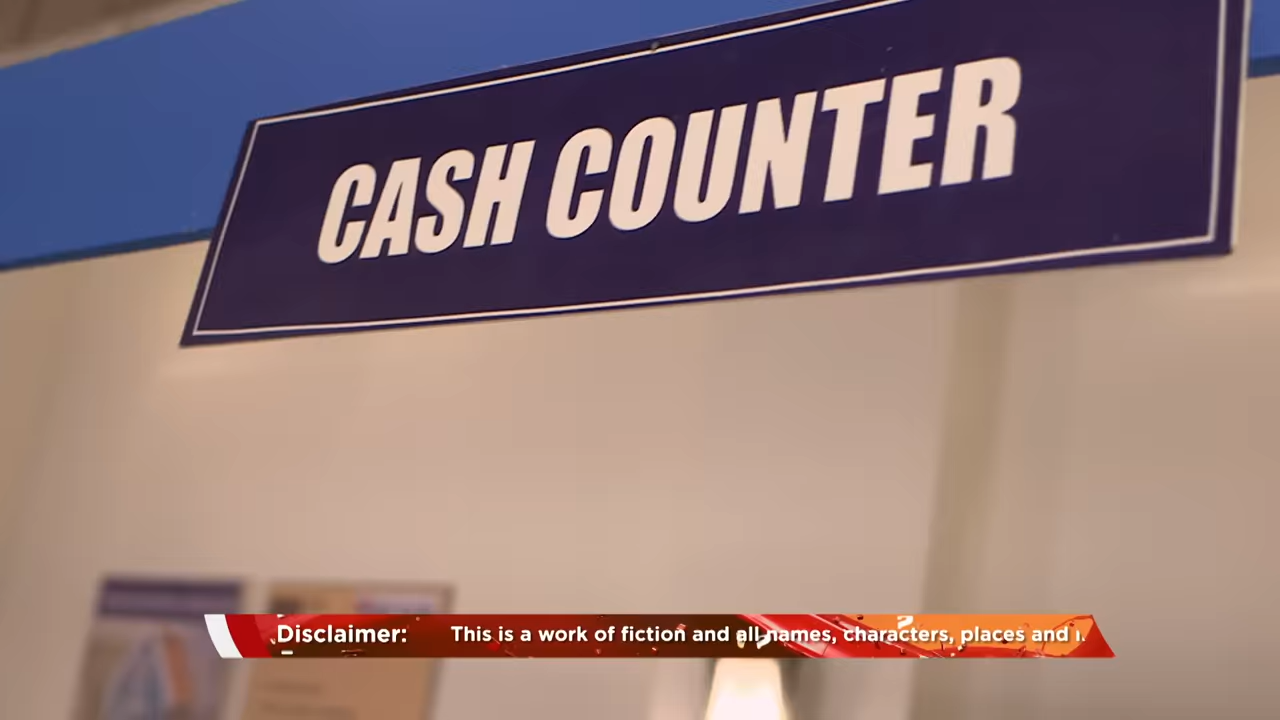 CASH COUNTER
Disclaimer: This is a work of fiction and all names, characters, places and